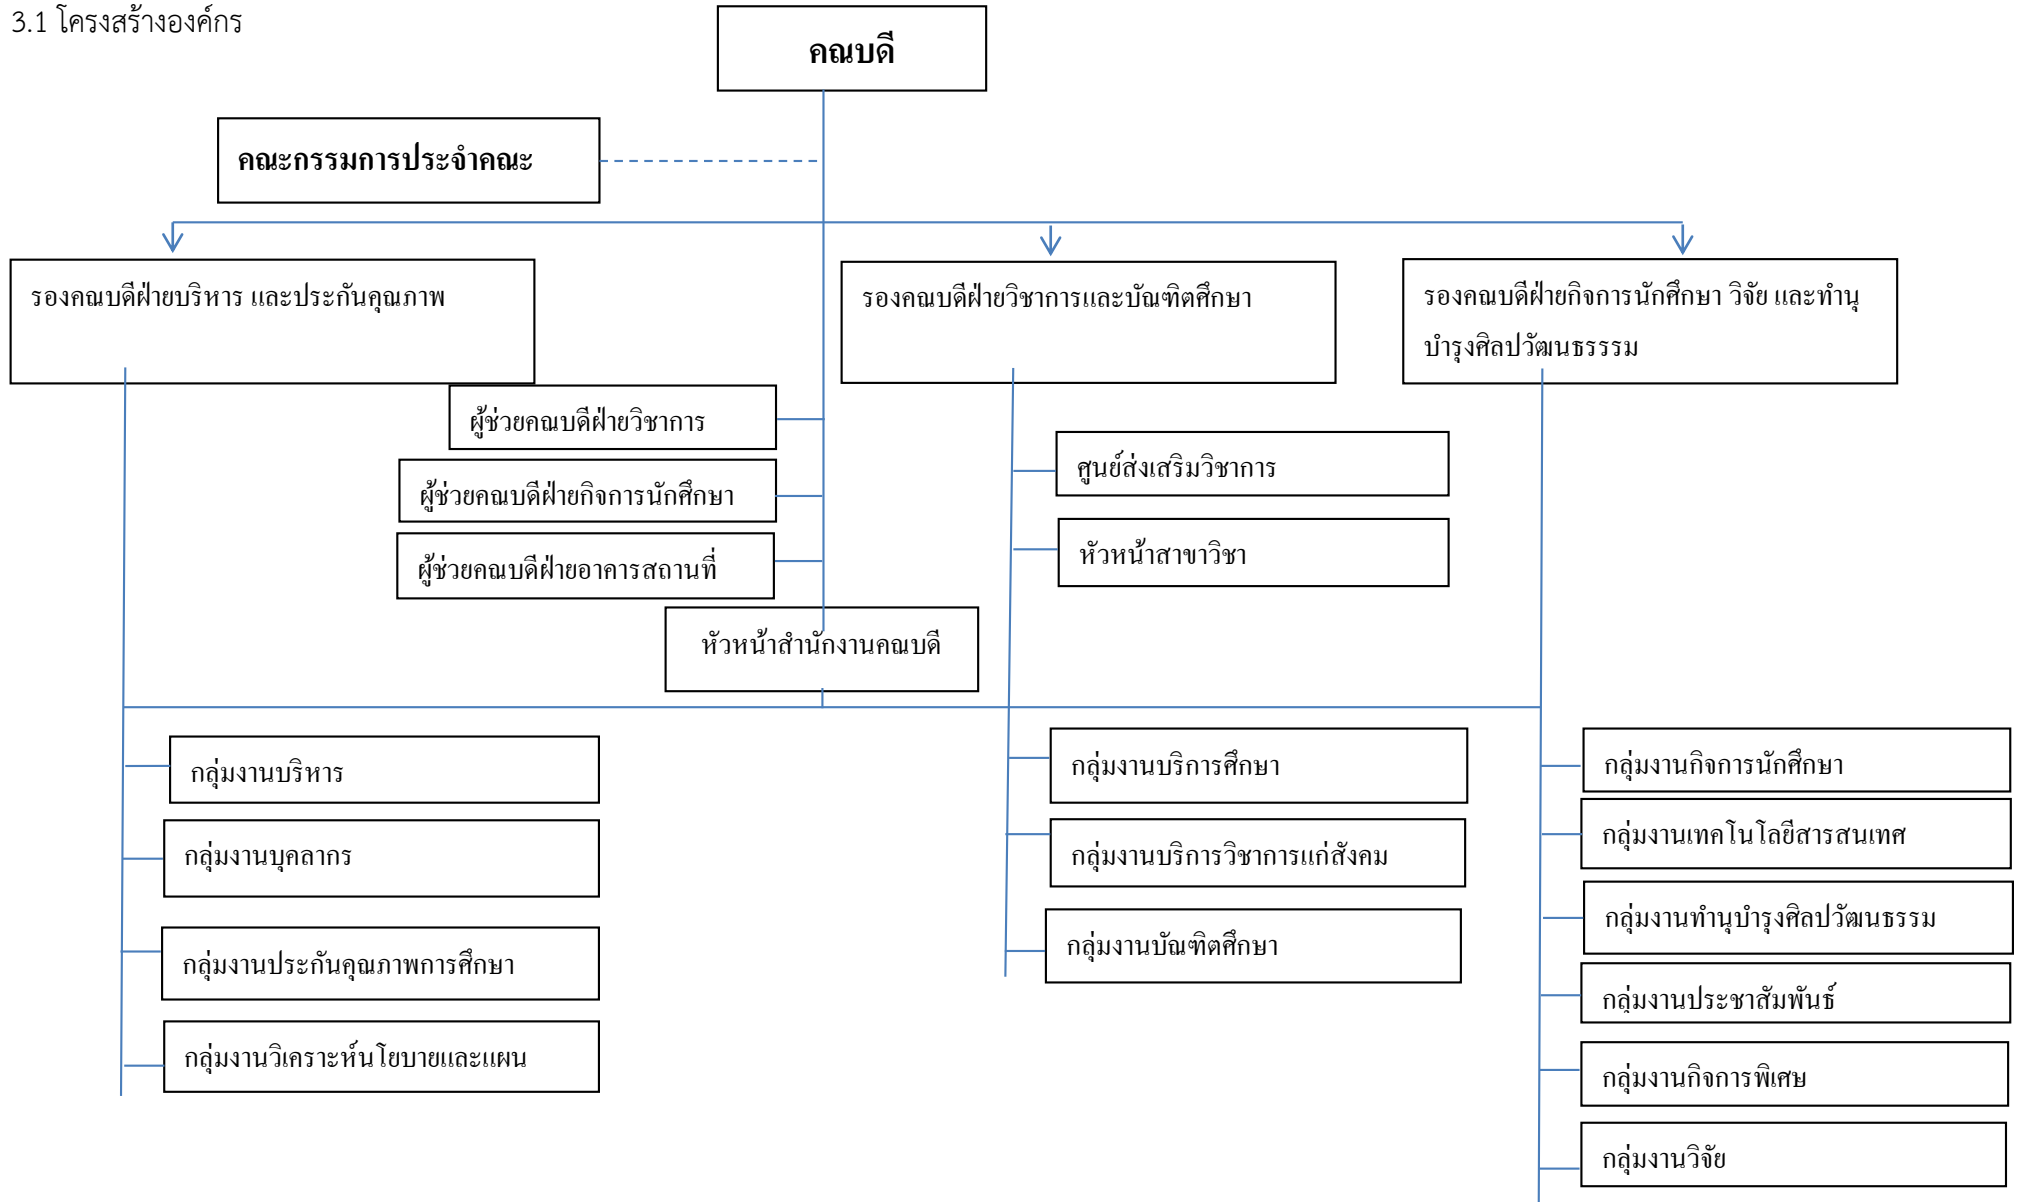 3.1 โครงสร้างองค์กร
คณบดี
คณะกรรมการประจำคณะ
รองคณบดีฝ่ายบริหาร และประกันคุณภาพ
รองคณบดีฝ่ายวิชาการและบัณฑิตศึกษา
รองคณบดีฝ่ายกิจการนักศึกษา วิจัย และทำนุ
บำรุงศิลปวัฒนธรรรม
ผู้ช่วยคณบดีฝ่ายวิชาการ
ผู้ช่วยคณบดีฝ่ายกิจการนักศึกษา
ผู้ช่วยคณบดีฝ่ายอาคารสถานที่
ศูนย์ส่งเสริมวิชาการ
หัวหน้าสาขาวิชา
หัวหน้าสำนักงานคณบดี
กลุ่มงานบริหาร
กลุ่มงานบุคลากร
กลุ่มงานประกันคุณภาพการศึกษา
กลุ่มงานวิเคราะห์นโยบายและแผน
กลุ่มงานบริการศึกษา
กลุ่มงานบริการวิชาการแก่สังคม
กลุ่มงานบัณฑิตศึกษา
กลุ่มงานกิจการนักศึกษา
กลุ่มงานเทคโนโลยีสารสนเทศ
กลุ่มงานทำนุบำรุงศิลปวัฒนธรรม
กลุ่มงานประชาสัมพันธ์
กลุ่มงานกิจการพิเศษ
กลุ่มงานวิจัย